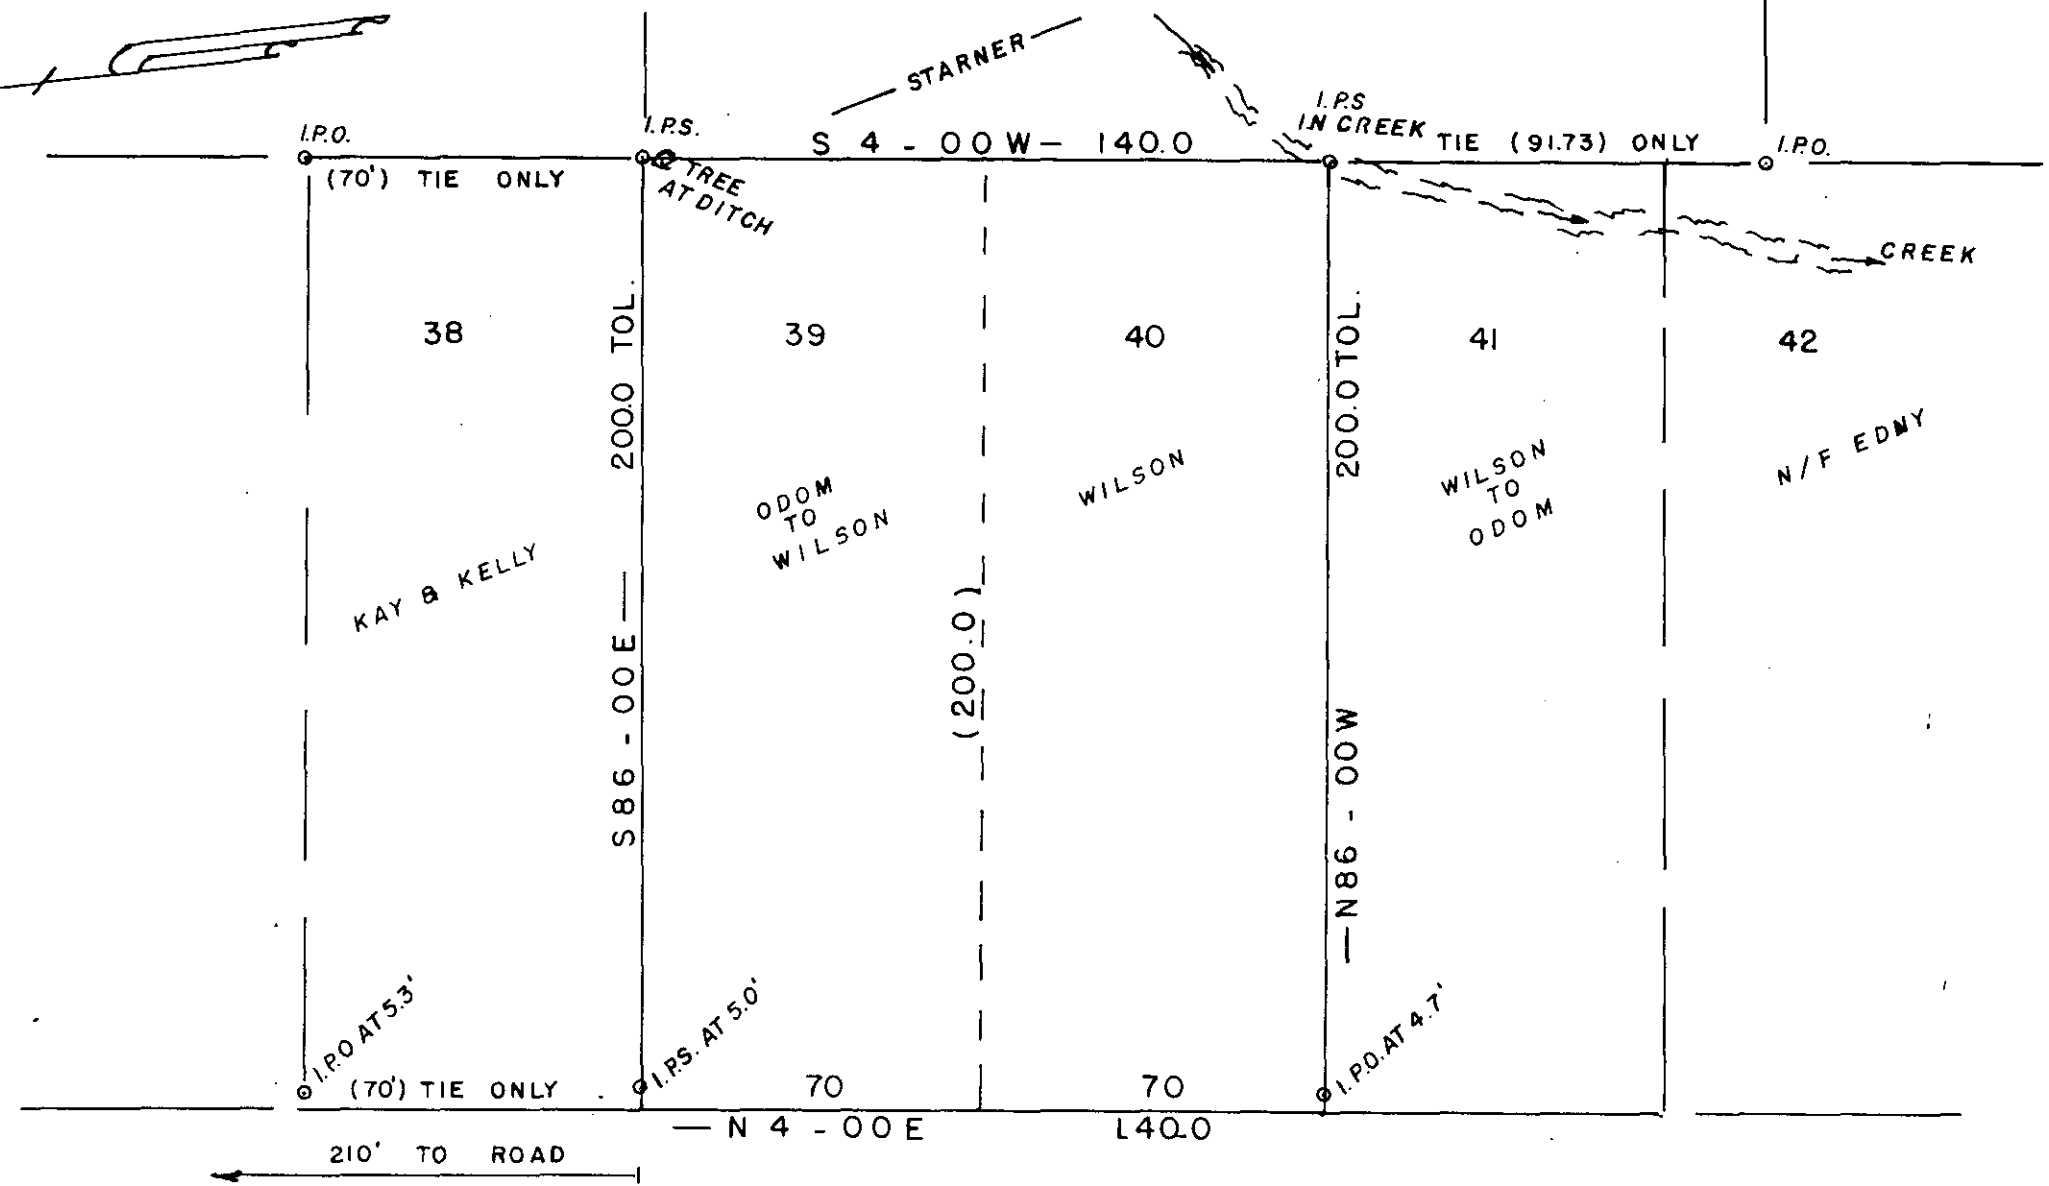 STARNER
I.P.O.
I.P.S.
S 4 - 00 W — 140.0
I.P.S
IN CREEK
TIE (91.73) ONLY
I.P.O.
(70') TIE ONLY
TREE
AT DITCH
CREEK
38
200.0 TOL.
39
40
200.0 TOL.
41
42
KAY & KELLY
ODOM
TO
WILSON
WILSON
WILSON
TO
ODOM
N/F EDNY
S 86 - 00 E —
(200.0)
— N 86 - 00 W
I.P.O AT 5.3'
I.P.S. AT 5.0'
I.P.O. AT 4.7'
(70') TIE ONLY
70
70
— N 4 - 00 E
140.0
210' TO ROAD